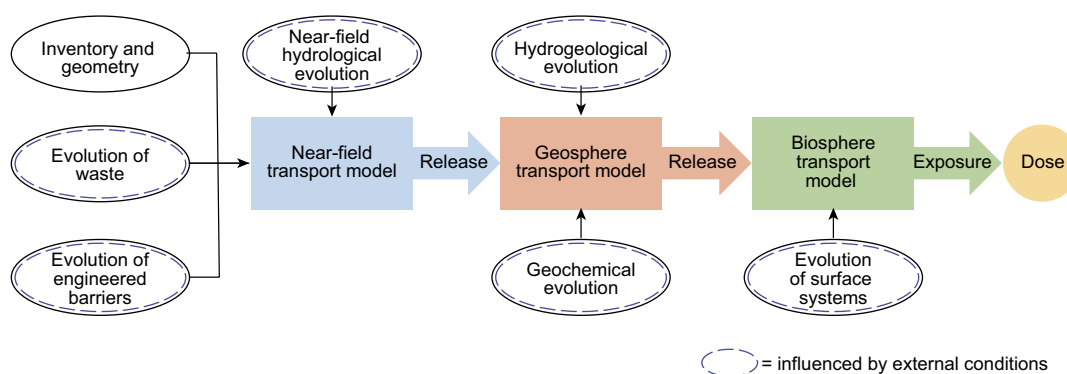 Inventory and
geometry
Near-field
hydrological
evolution
Hydrogeological
evolution
Evolution of
waste
Near-field
transport model
Release
Geosphere
transport model
Release
Biosphere
transport
model
Exposure
Dose
Evolution of
engineered
barriers
Geochemical
evolution
Evolution
of surface
systems
= influenced by external conditions